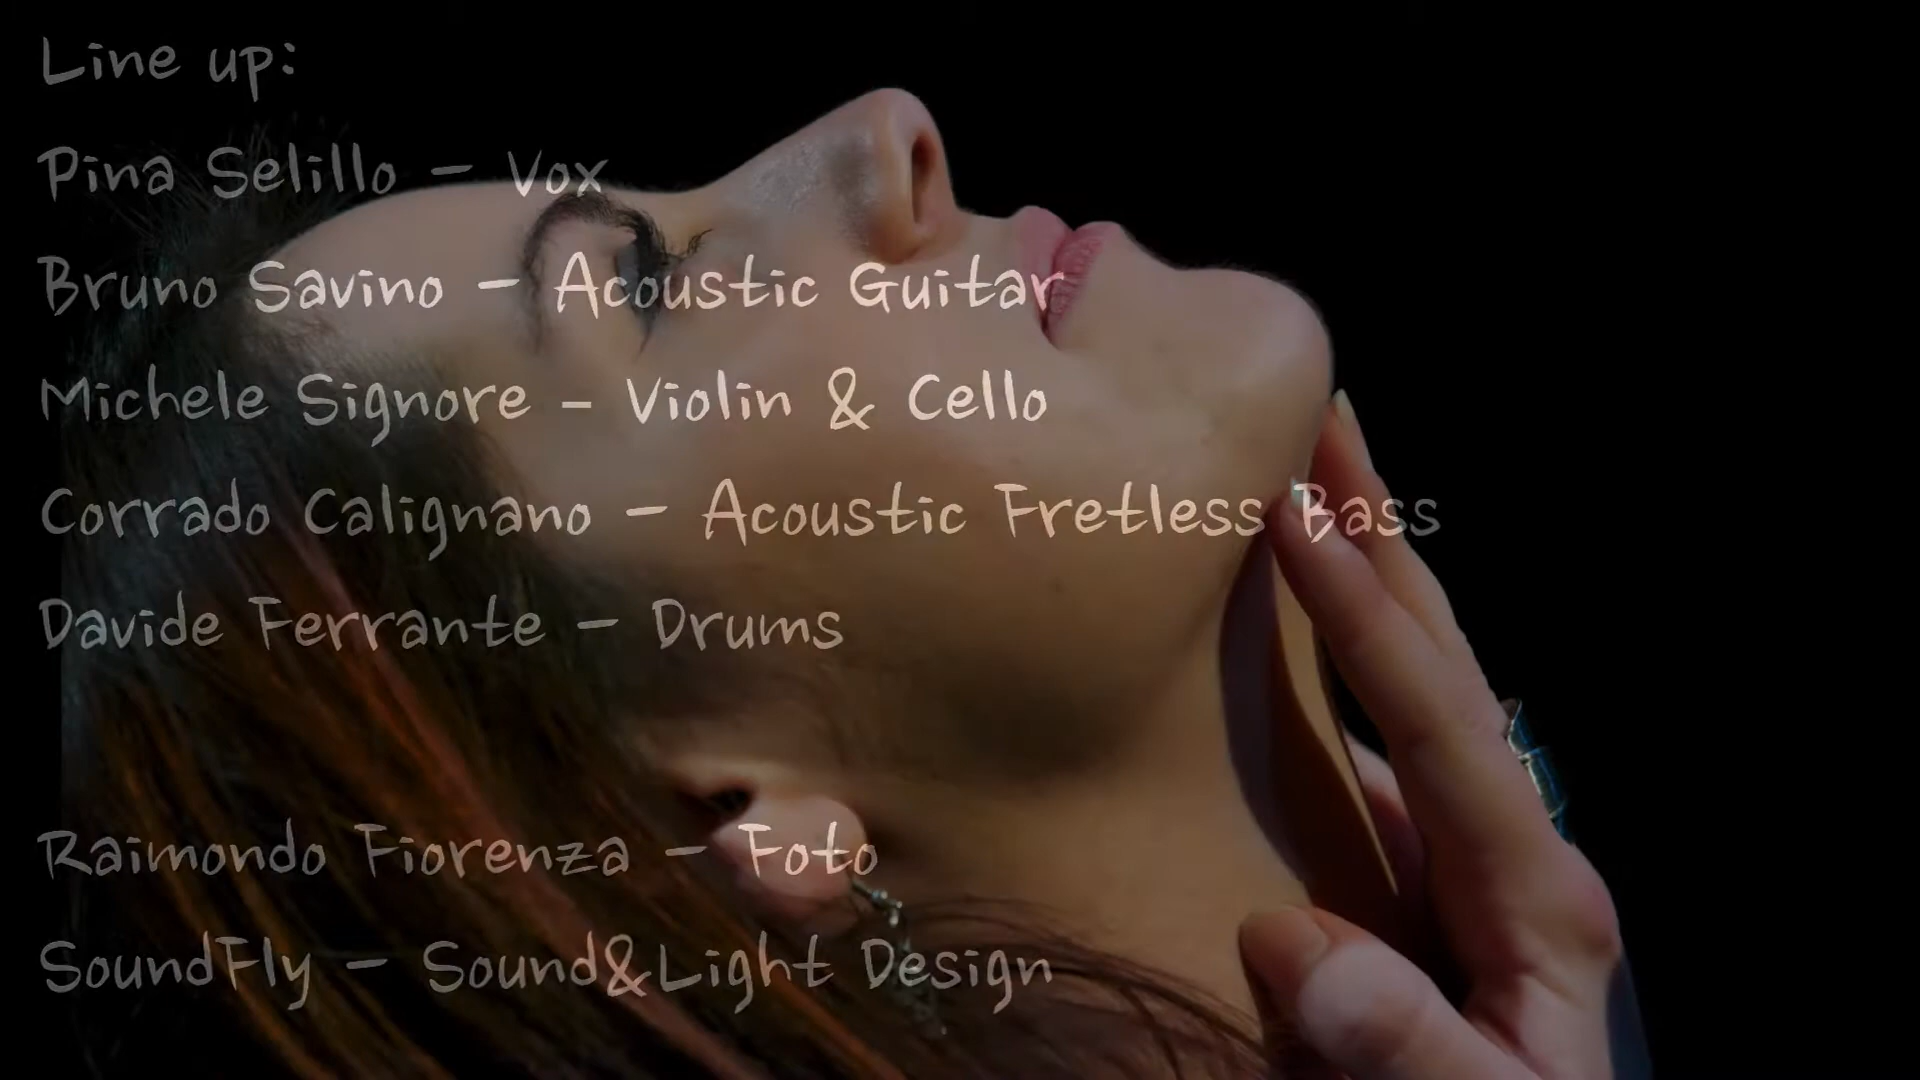 Line up:
Pina Selillo - Vox
Bruno Savino - Acoustic Guitar
Michele Signore - Violin & Cello
Corrado Calignano - Acoustic Fretless Bass
Davide Ferrante - Drums
Raimondo Fiorenza - Foto
SoundFly - Sound&Light Design